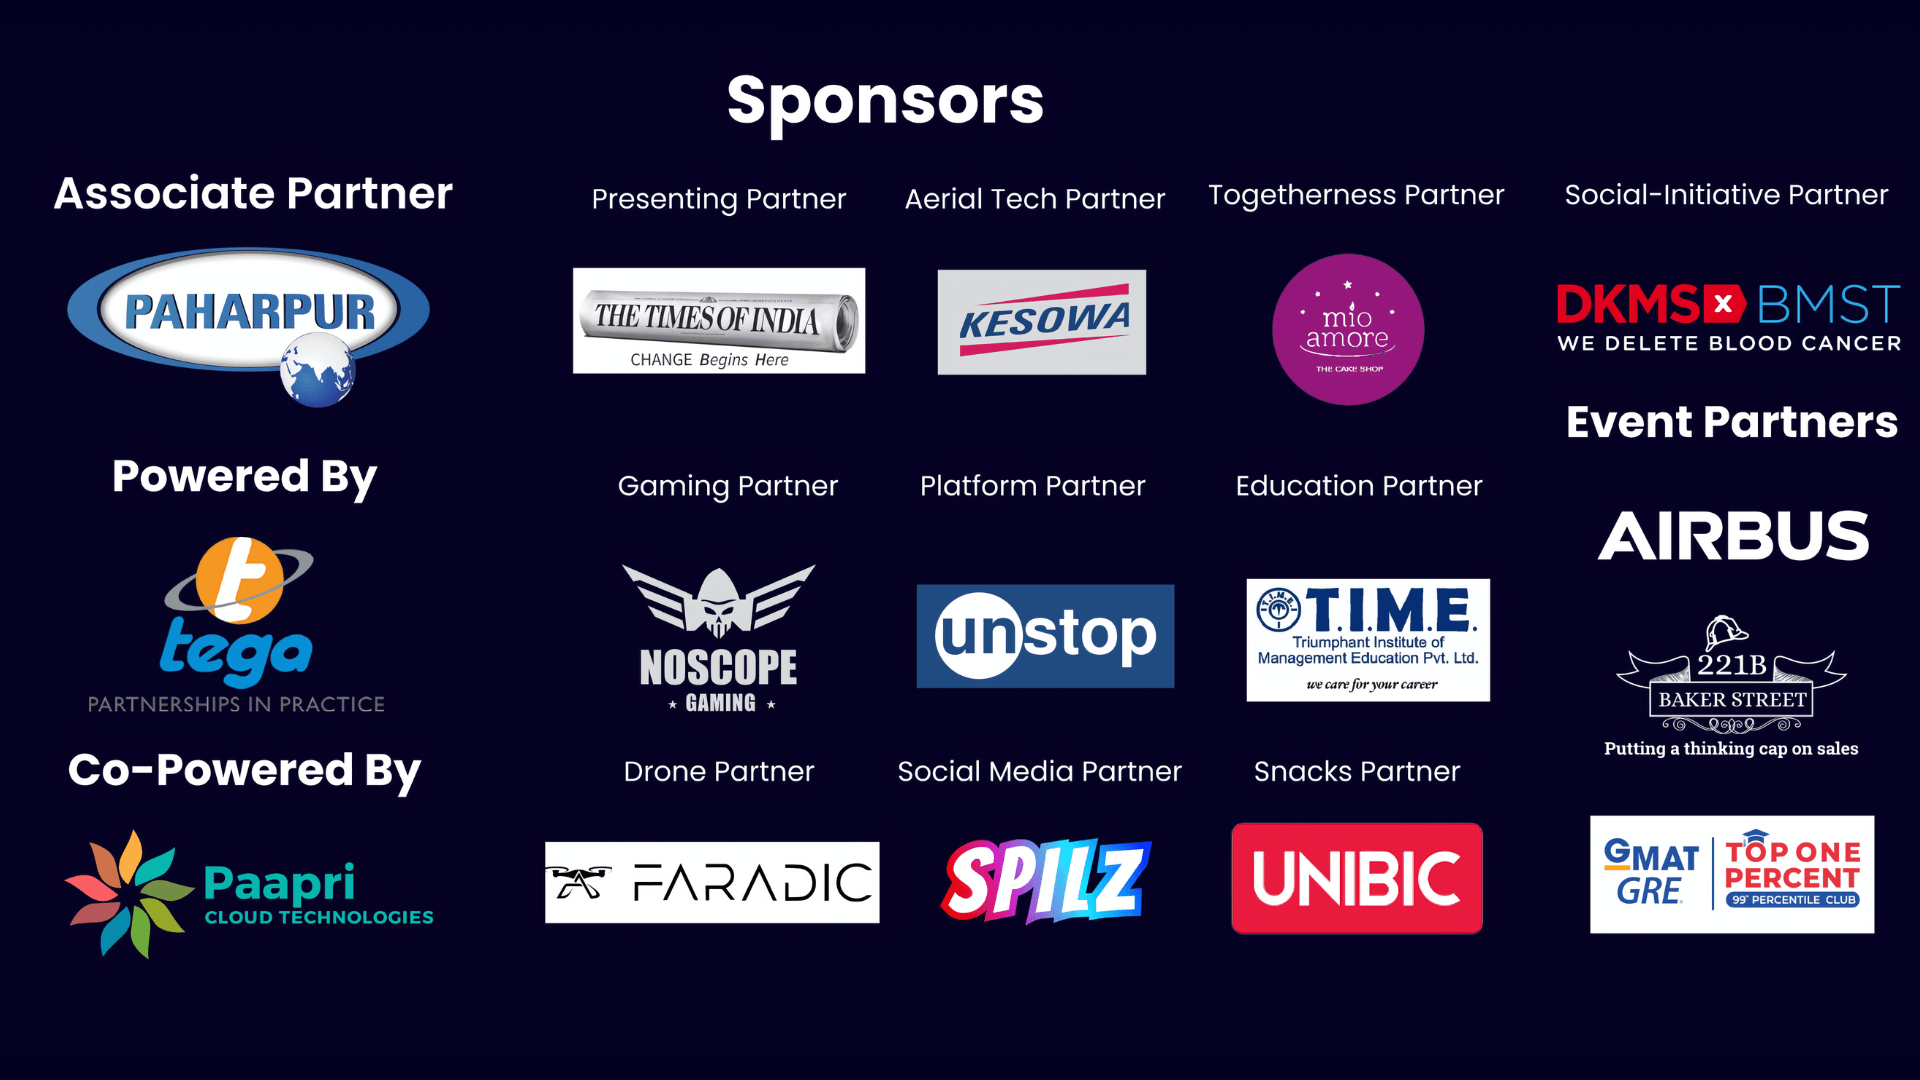 Sponsors
Associate Partner
PAHARPUR
Powered By
t
tega
PARTNERSHIPS IN PRACTICE
Co-Powered By
Paapri
CLOUD TECHNOLOGIES
Presenting Partner
THE TIMES OF INDIA
CHANGE Begins Here
Aerial Tech Partner
KESOWA
Togetherness Partner
mio
amore
THE CAKE SHOP
Gaming Partner
NOSCOPE
GAMING
Platform Partner
unstop
Education Partner
T.I.M.E.
T.I.M.E.
Triumphant Institute of
Management Education Pvt. Ltd.
we care for your career
Drone Partner
FARADIC
Social Media Partner
SPILZ
Snacks Partner
UNIBIC
Social-Initiative Partner
DKMS x BMST
WE DELETE BLOOD CANCER
Event Partners
AIRBUS
221B
BAKER STREET
Putting a thinking cap on sales
GMAT
GRE
TOP ONE
PERCENT
99th PERCENTILE CLUB